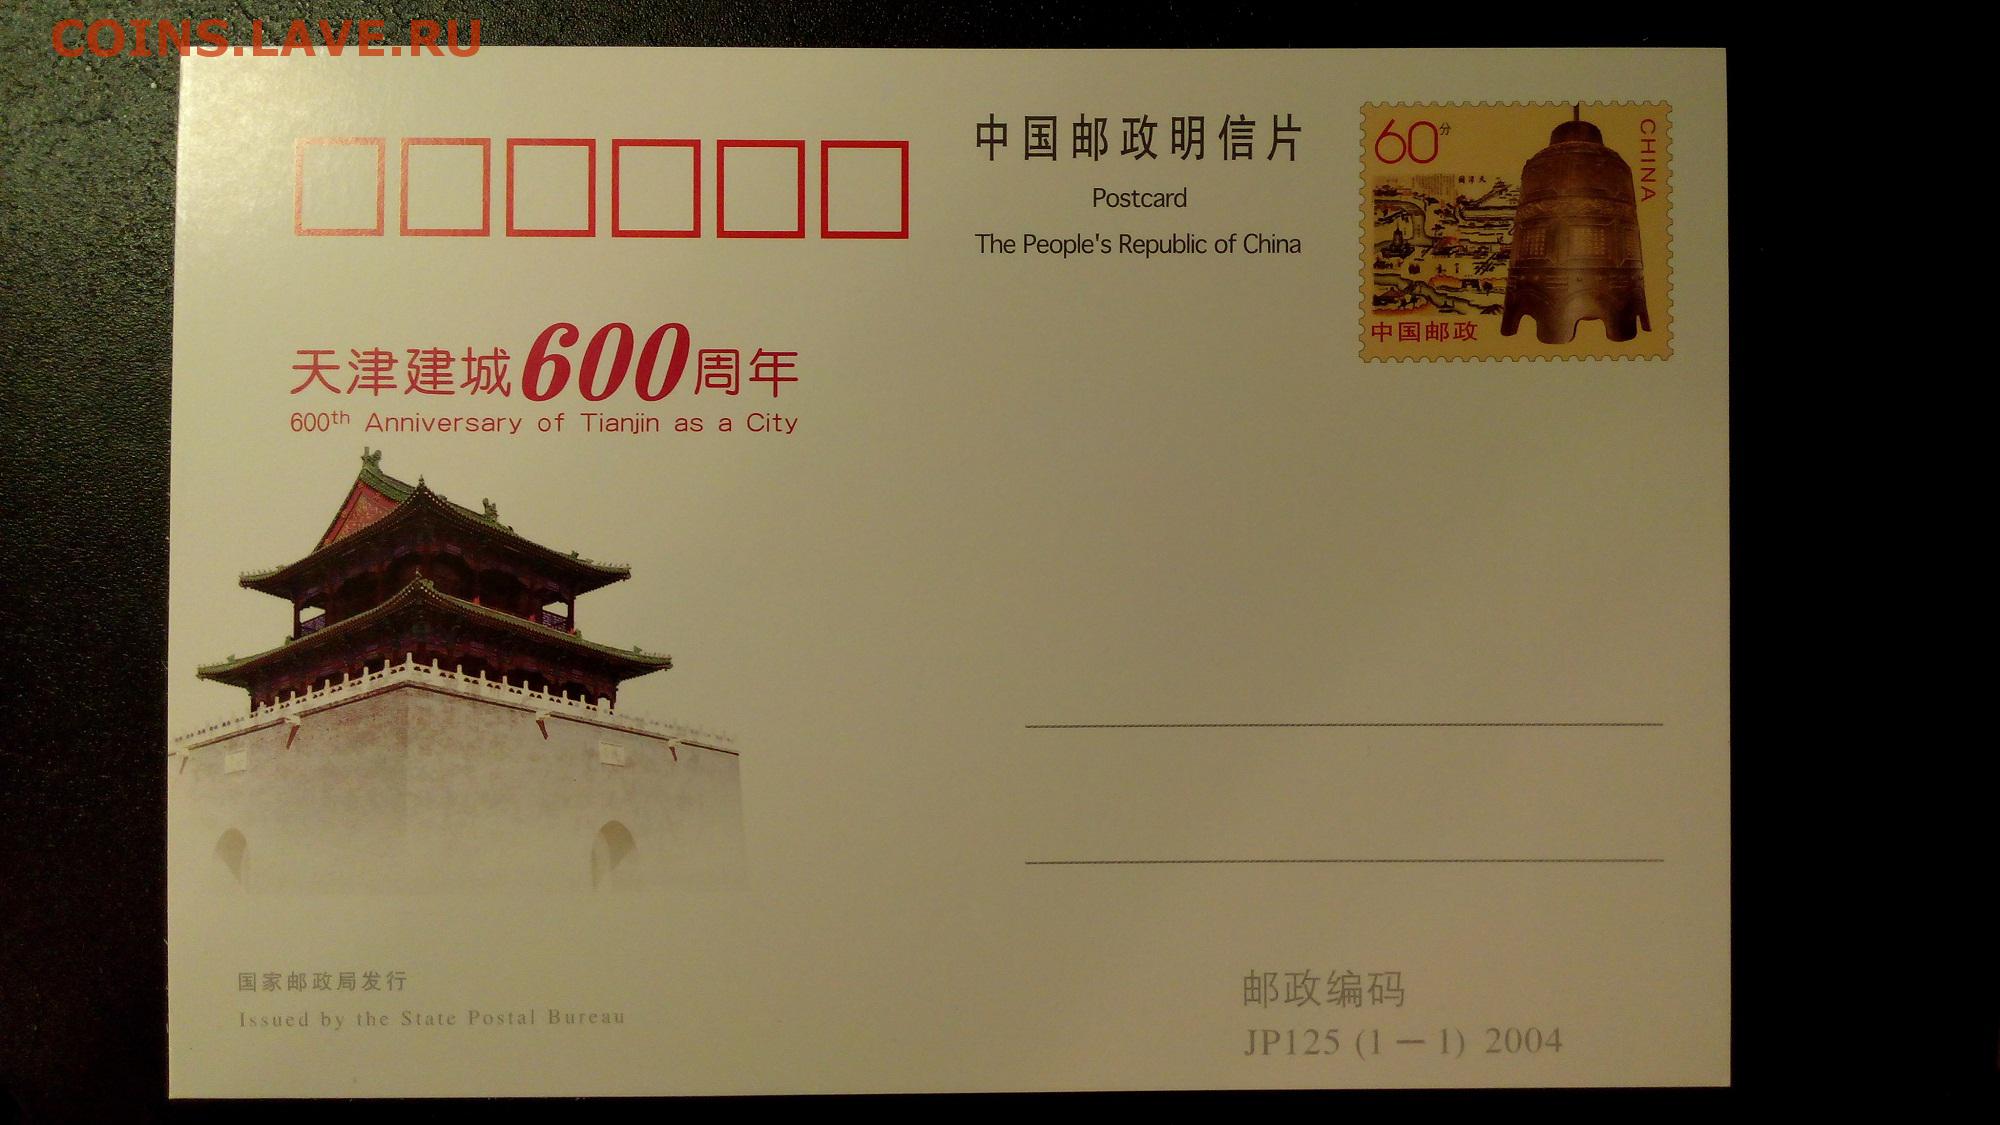 COINS.LAVE.RU
中国邮政明信片
Postcard
The People's Republic of China
60分
CHINA
中国邮政
天津建城600周年
600th Anniversary of Tianjin as a City
国家邮政局发行
Issued by the State Postal Bureau
邮政编码
JP125 (1—1) 2004